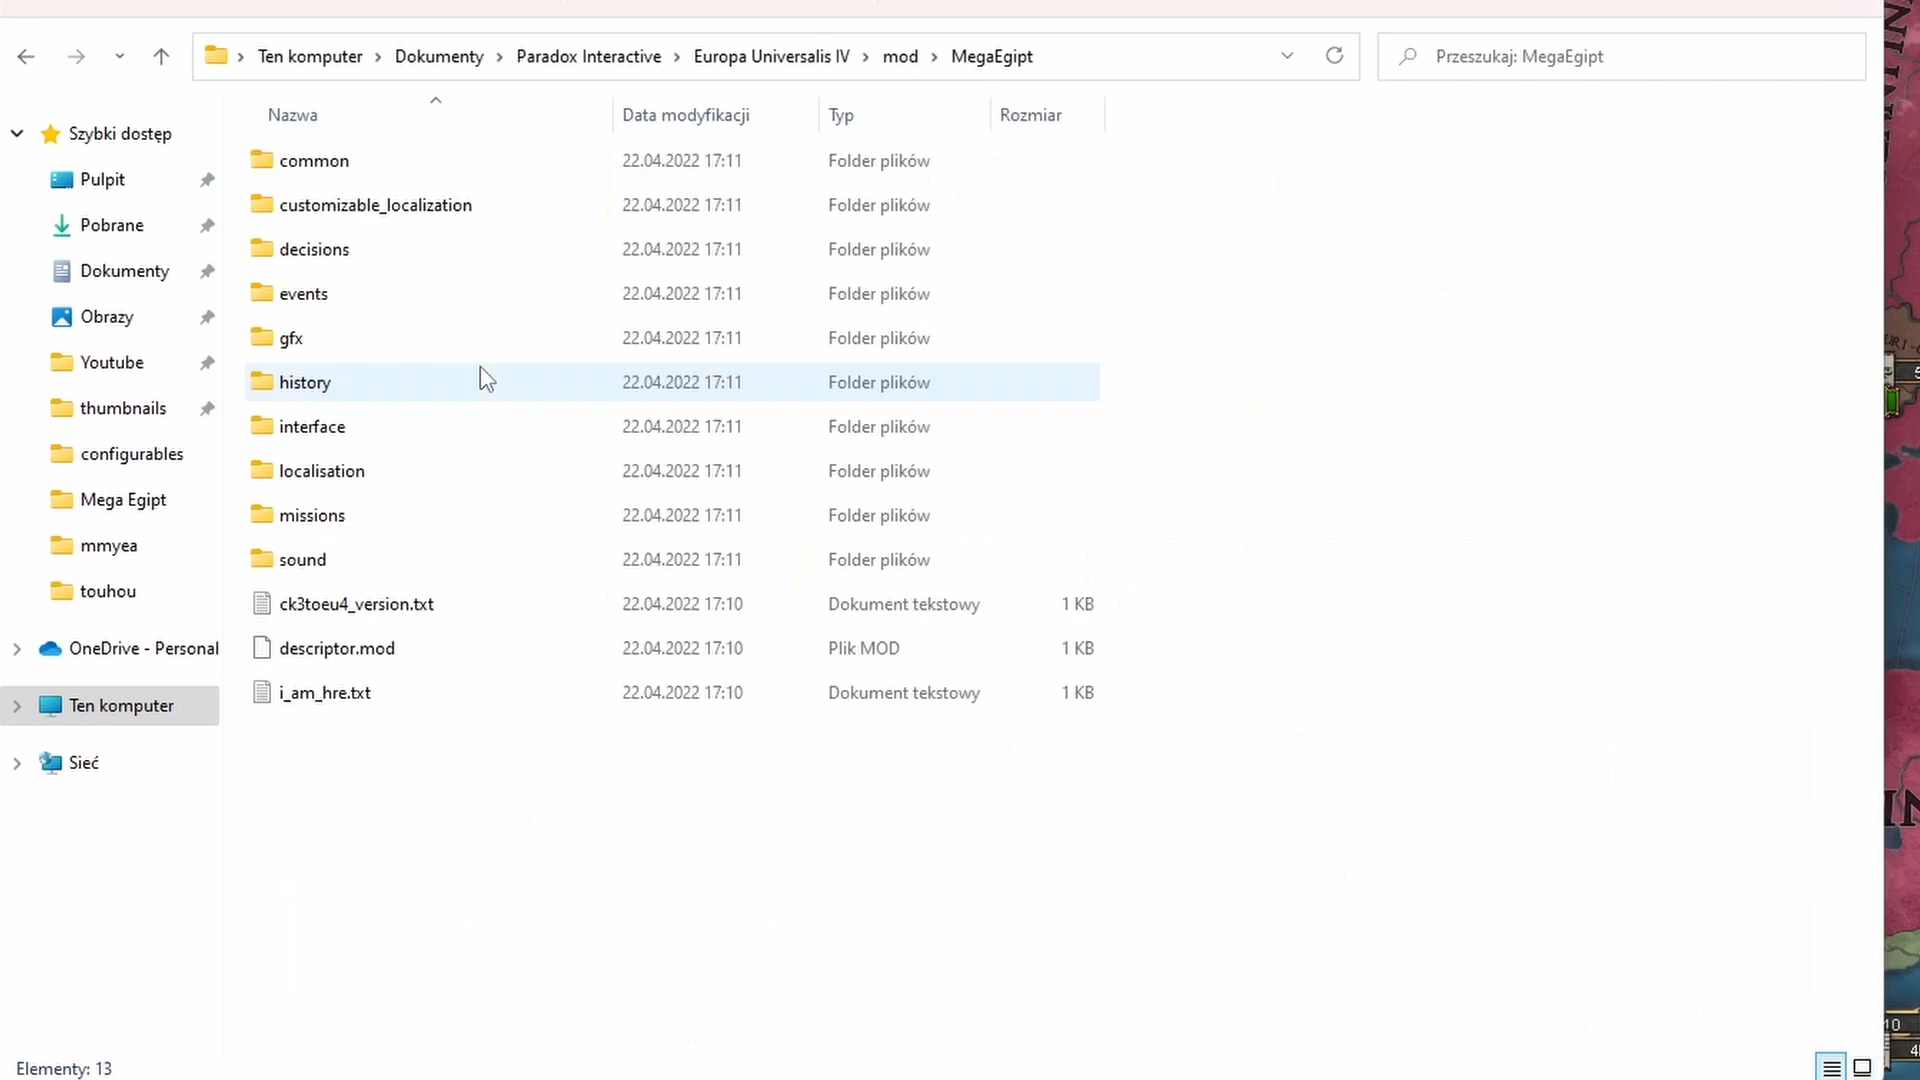 Ten komputer > Dokumenty > Paradox Interactive > Europa Universalis IV > mod > MegaEgipt
Przeszukaj: MegaEgipt
Nazwa Data modyfikacji Typ Rozmiar
Szybki dostęp
Pulpit
Pobrane
Dokumenty
Obrazy
Youtube
thumbnails
configurables
Mega Egipt
mmyea
touhou
OneDrive - Personal
Ten komputer
Sieć
common 22.04.2022 17:11 Folder plików
customizable_localization 22.04.2022 17:11 Folder plików
decisions 22.04.2022 17:11 Folder plików
events 22.04.2022 17:11 Folder plików
gfx 22.04.2022 17:11 Folder plików
history 22.04.2022 17:11 Folder plików
interface 22.04.2022 17:11 Folder plików
localisation 22.04.2022 17:11 Folder plików
missions 22.04.2022 17:11 Folder plików
sound 22.04.2022 17:11 Folder plików
ck3toeu4_version.txt 22.04.2022 17:10 Dokument tekstowy 1 KB
descriptor.mod 22.04.2022 17:10 Plik MOD 1 KB
i_am_hre.txt 22.04.2022 17:10 Dokument tekstowy 1 KB
Elementy: 13